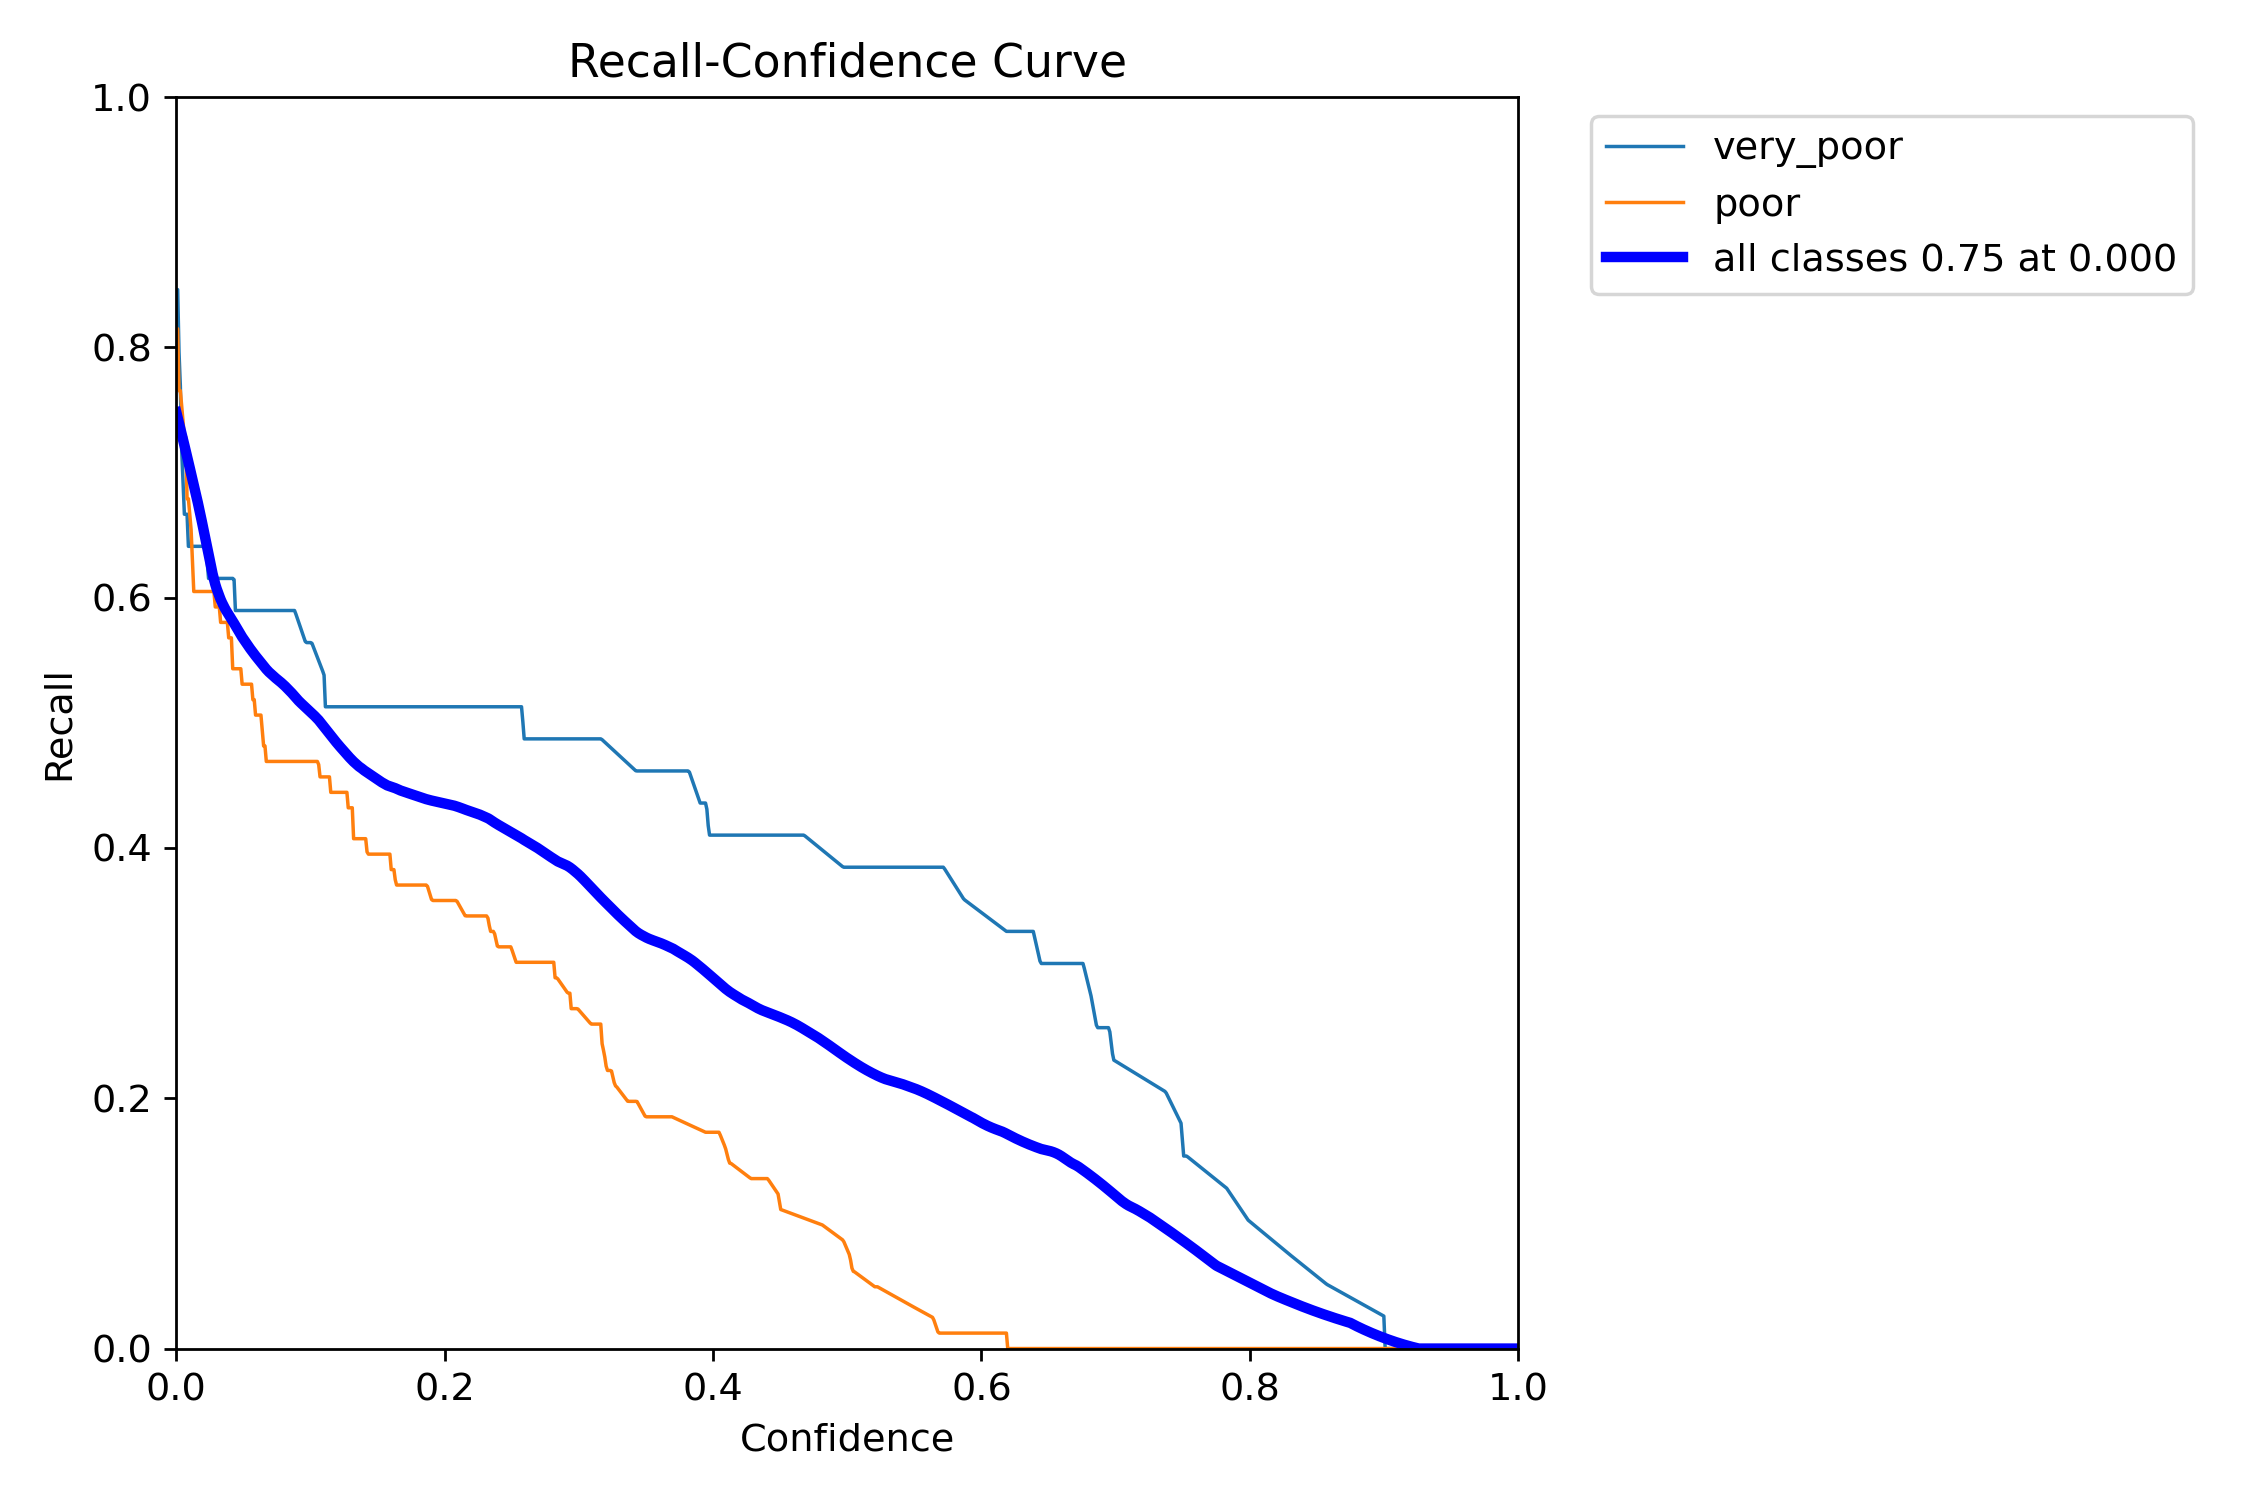 Recall-Confidence Curve
1.0
0.8
0.6
0.4
0.2
0.0
Recall
0.0 0.2 0.4 0.6 0.8 1.0
Confidence
very_poor
poor
all classes 0.75 at 0.000